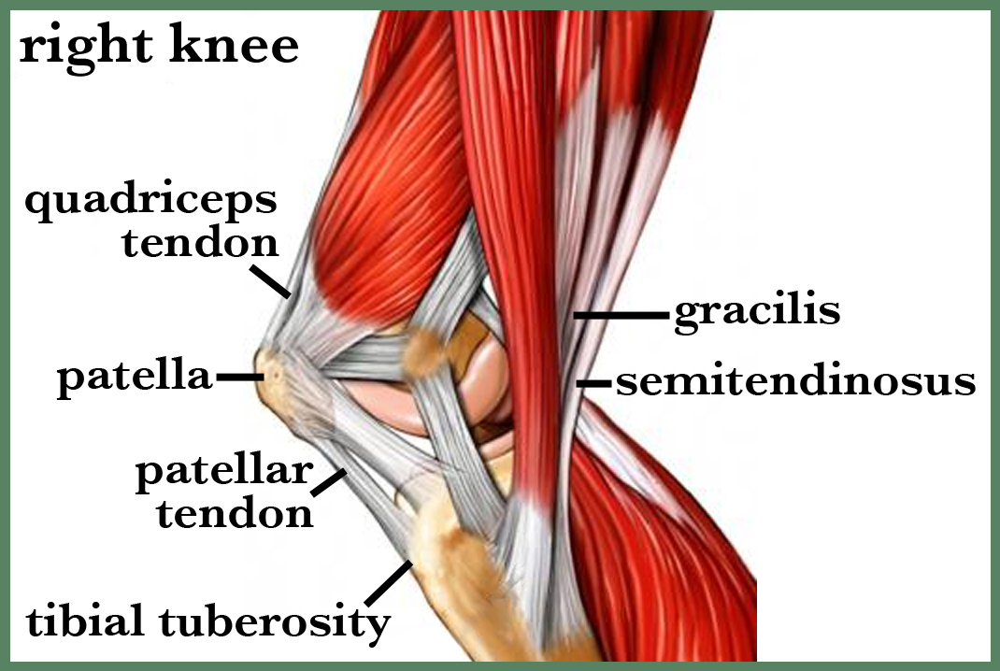 right knee
quadriceps
tendon
gracilis
patella
semitendinosus
patellar
tendon
tibial tuberosity